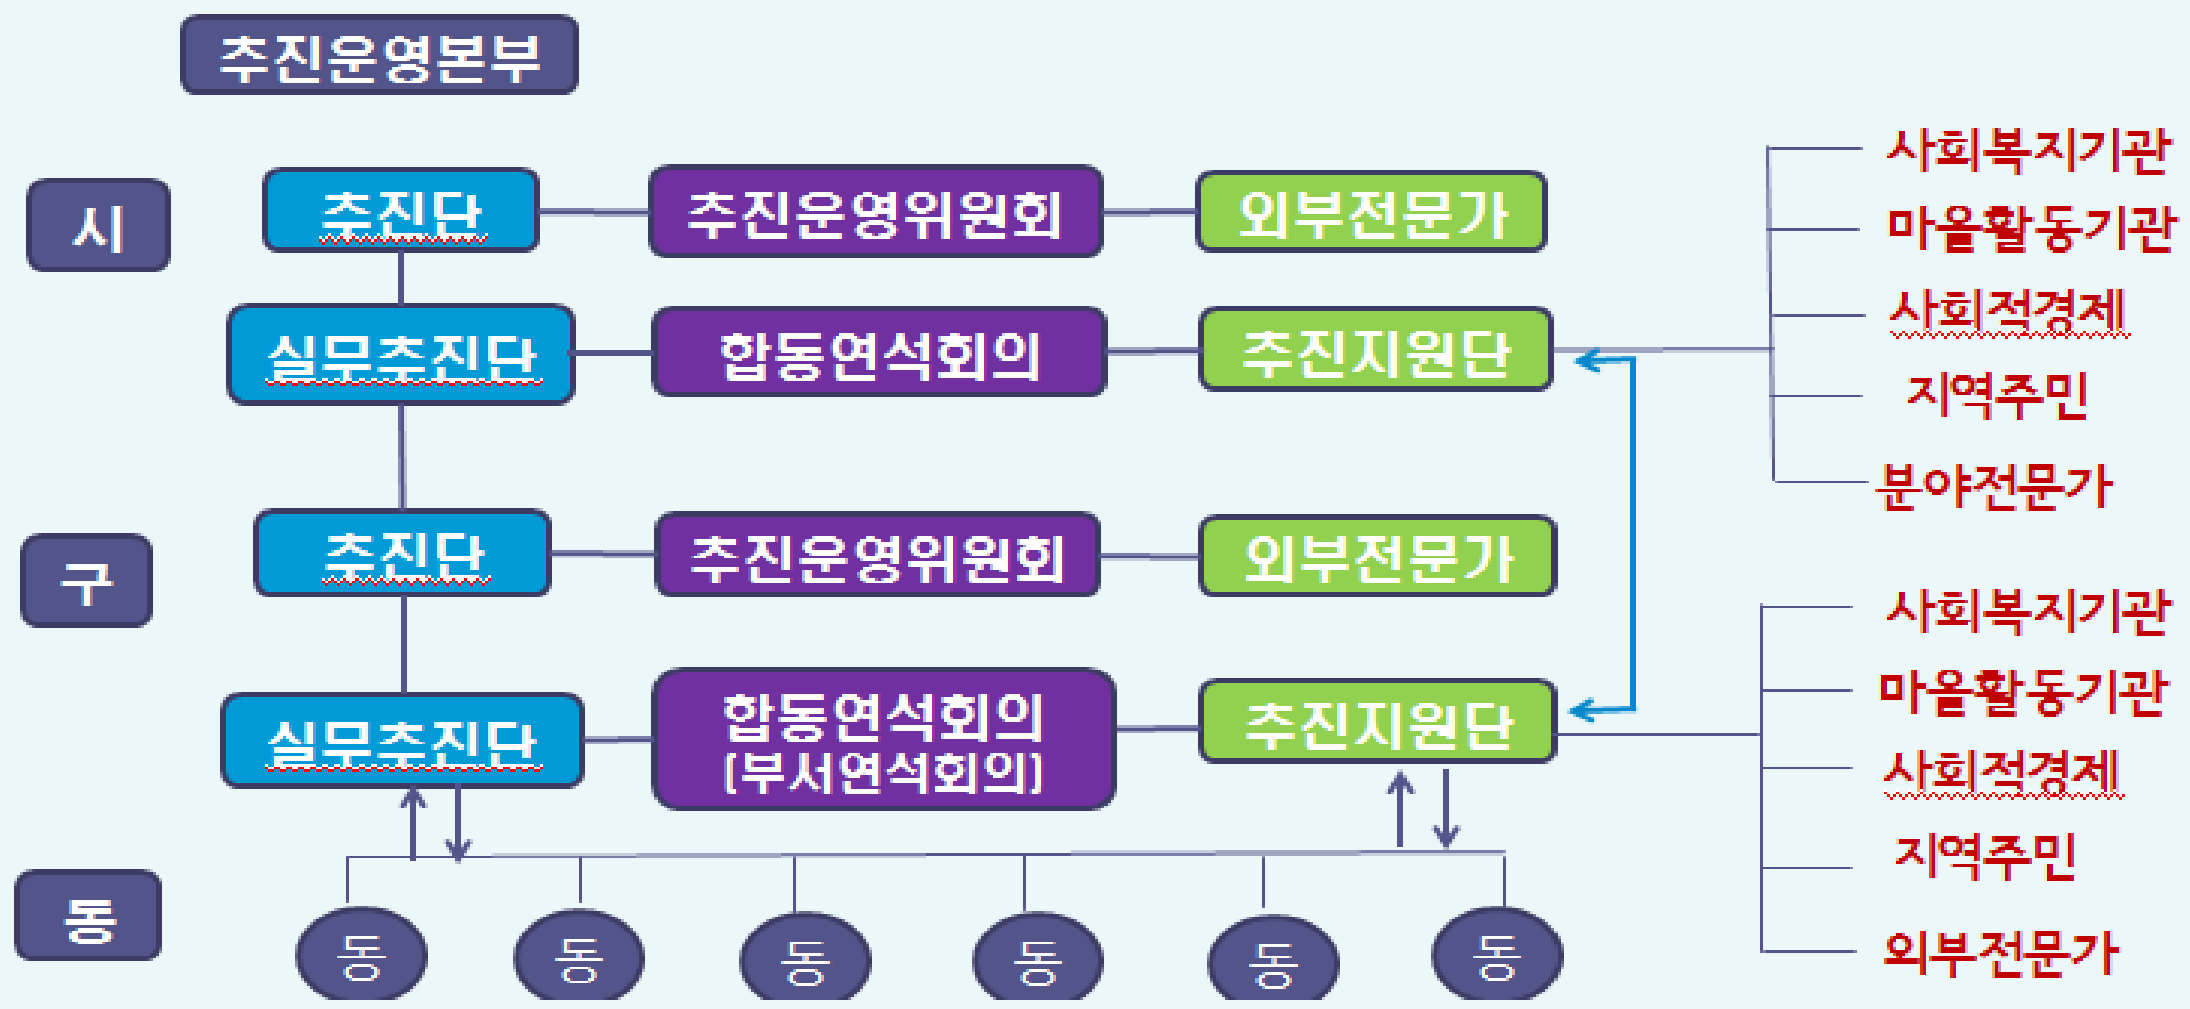 추진운영본부
시
추진단
추진운영위원회
외부전문가
실무추진단
합동연석회의
추진지원단
사회복지기관
마을활동기관
사회적경제
지역주민
분야전문가
구
추진단
추진운영위원회
외부전문가
실무추진단
합동연석회의
(부서연석회의)
추진지원단
사회복지기관
마을활동기관
사회적경제
지역주민
외부전문가
동
동
동
동
동
동
동